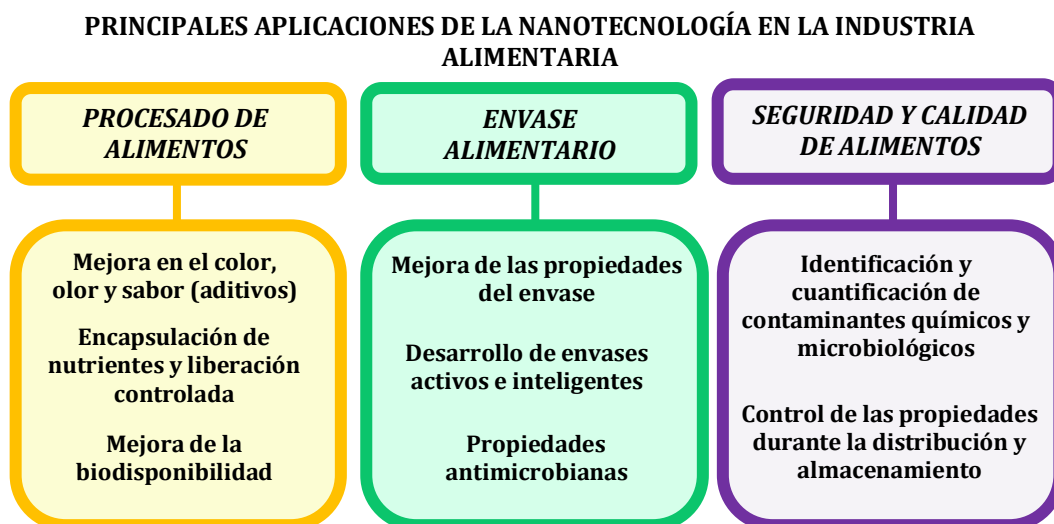 PRINCIPALES APLICACIONES DE LA NANOTECNOLOGÍA EN LA INDUSTRIA
ALIMENTARIA
PROCESADO DE
ALIMENTOS
Mejora en el color,
olor y sabor (aditivos)
Encapsulación de
nutrientes y liberación
controlada
Mejora de la
biodisponibilidad
ENVASE
ALIMENTARIO
Mejora de las propiedades
del envase
Desarrollo de envases
activos e inteligentes
Propiedades
antimicrobianas
SEGURIDAD Y CALIDAD
DE ALIMENTOS
Identificación y
cuantificación de
contaminantes químicos y
microbiológicos
Control de las propiedades
durante la distribución y
almacenamiento